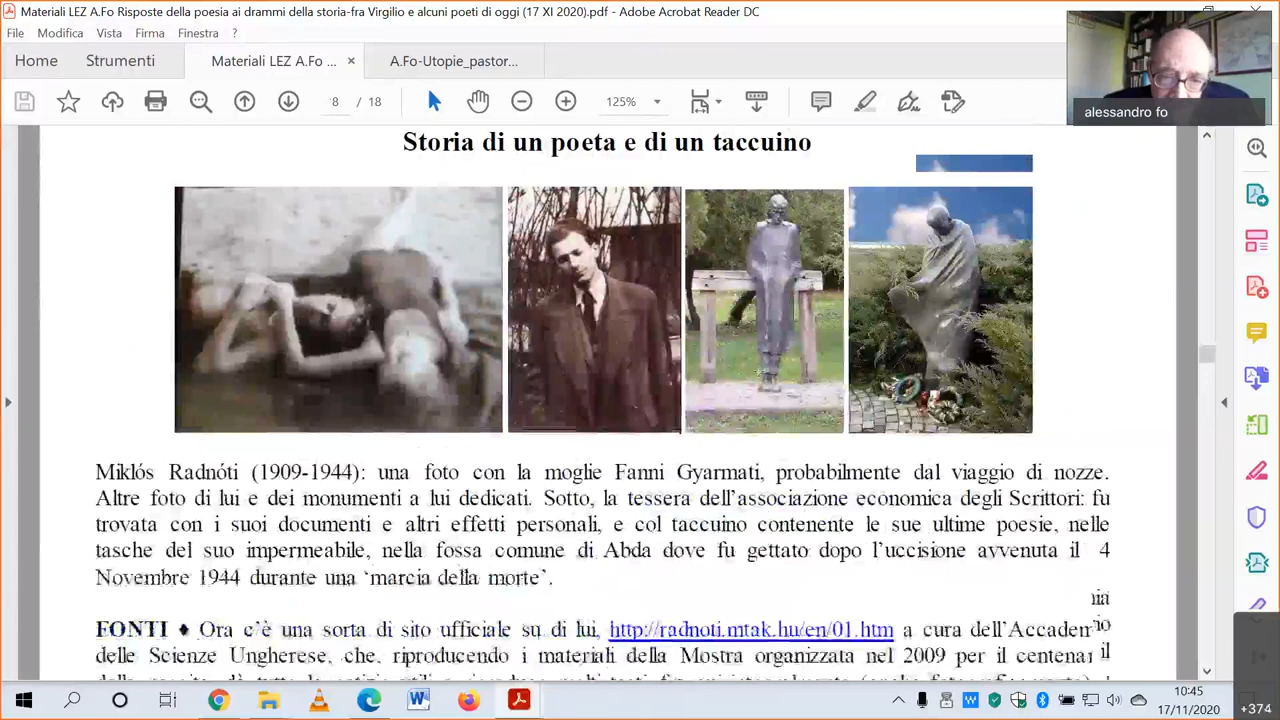 Materiali LEZ A.Fo Risposte della poesia ai drammi della storia-fra Virgilio e alcuni poeti di oggi (17 XI 2020).pdf - Adobe Acrobat Reader DC
File Modifica Vista Firma Finestra ?
Home Strumenti Materiali LEZ A.Fo ... × A.Fo-Utopie_pastor...
8 / 18 125%
alessandro fo
Storia di un poeta e di un taccuino
Miklós Radnóti (1909-1944): una foto con la moglie Fanni Gyarmati, probabilmente dal viaggio di nozze.
Altre foto di lui e dei monumenti a lui dedicati. Sotto, la tessera dell'associazione economica degli Scrittori: fu
trovata con i suoi documenti e altri effetti personali, e col taccuino contenente le sue ultime poesie, nelle
tasche del suo impermeabile, nella fossa comune di Abda dove fu gettato dopo l'uccisione avvenuta il 4
Novembre 1944 durante una 'marcia della morte'.
FONTI ♦ Ora c'è una sorta di sito ufficiale su di lui, http://radnoti.mtak.hu/en/01.htm a cura dell'Accadem
delle Scienze Ungherese, che, riproducendo i materiali della Mostra organizzata nel 2009 per il centenar
10:45
17/11/2020
+374